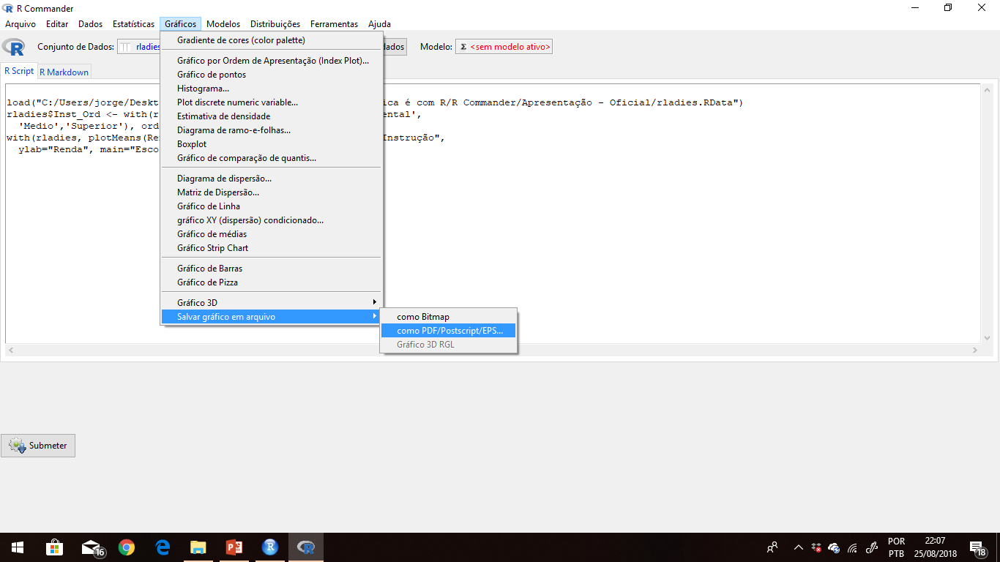 R Commander
Arquivo Editar Dados Estatísticas Gráficos Modelos Distribuições Ferramentas Ajuda
Conjunto de Dados: rladies dados Modelo: Σ <sem modelo ativo>
R Script R Markdown
Gradiente de cores (color palette)
Gráfico por Ordem de Apresentação (Index Plot)...
Gráfico de pontos
Histograma...
Plot discrete numeric variable...
Estimativa de densidade
Diagrama de ramo-e-folhas...
Boxplot
Gráfico de comparação de quantis...
Diagrama de dispersão...
Matriz de Dispersão...
Gráfico de Linha
gráfico XY (dispersão) condicionado...
Gráfico de médias
Gráfico Strip Chart
Gráfico de Barras
Gráfico de Pizza
Gráfico 3D
Salvar gráfico em arquivo
como Bitmap
como PDF/Postscript/EPS...
Gráfico 3D RGL
load("C:/Users/jorge/Deskt ica é com R/R Commander/Apresentação - Oficial/rladies.RData")
rladies$Inst_Ord <- with(r ental',
'Medio','Superior'), ord
with(rladies, plotMeans(Re Instrução",
ylab="Renda", main="Esco
Submeter
16
POR
PTB
22:07
25/08/2018
18